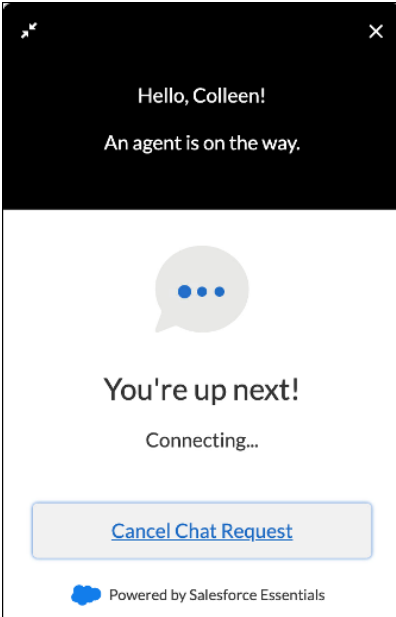 Hello, Colleen!
An agent is on the way.
You're up next!
Connecting...
Cancel Chat Request
Powered by Salesforce Essentials